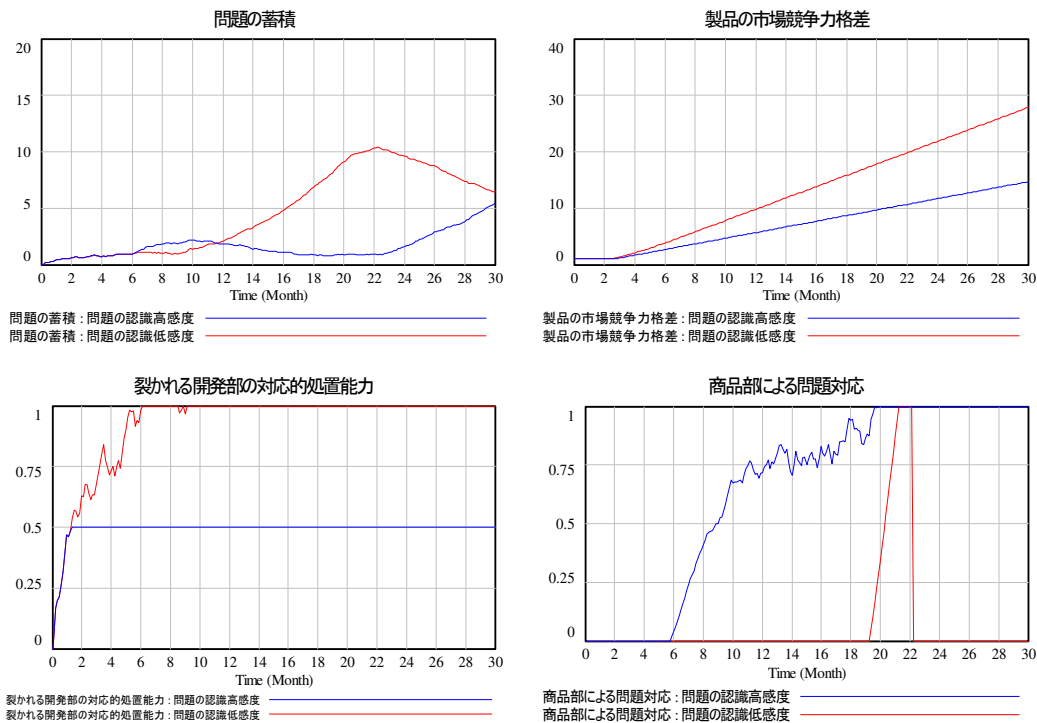 問題の蓄積
20
15
10
5
0
0 2 4 6 8 10 12 14 16 18 20 22 24 26 28 30
Time (Month)
問題の蓄積 : 問題の認識高感度
問題の蓄積 : 問題の認識低感度
製品の市場競争力格差
40
30
20
10
0
0 2 4 6 8 10 12 14 16 18 20 22 24 26 28 30
Time (Month)
製品の市場競争力格差 : 問題の認識高感度
製品の市場競争力格差 : 問題の認識低感度
裂かれる開発部の対応的処置能力
1
0.75
0.5
0.25
0
0 2 4 6 8 10 12 14 16 18 20 22 24 26 28 30
Time (Month)
裂かれる開発部の対応的処置能力 : 問題の認識高感度
裂かれる開発部の対応的処置能力 : 問題の認識低感度
商品部による問題対応
1
0.75
0.5
0.25
0
0 2 4 6 8 10 12 14 16 18 20 22 24 26 28 30
Time (Month)
商品部による問題対応 : 問題の認識高感度
商品部による問題対応 : 問題の認識低感度